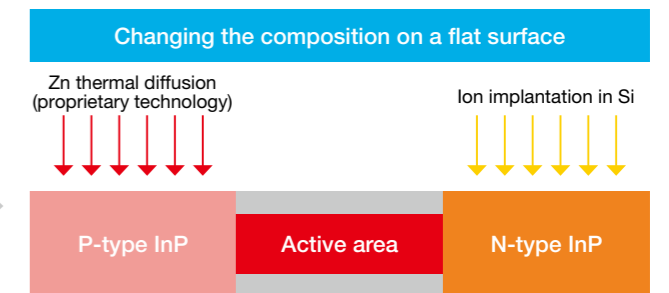 Changing the composition on a flat surface
Zn thermal diffusion
(proprietary technology)
Ion implantation in Si
P-type InP
Active area
N-type InP